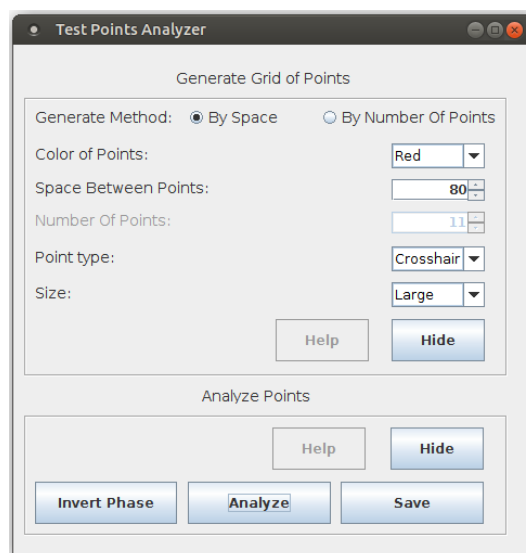 Test Points Analyzer
Generate Grid of Points
Generate Method: By Space By Number Of Points
Color of Points: Red
Space Between Points: 80
Number Of Points: 11
Point type: Crosshair
Size: Large
Help Hide
Analyze Points
Help Hide
Invert Phase Analyze Save